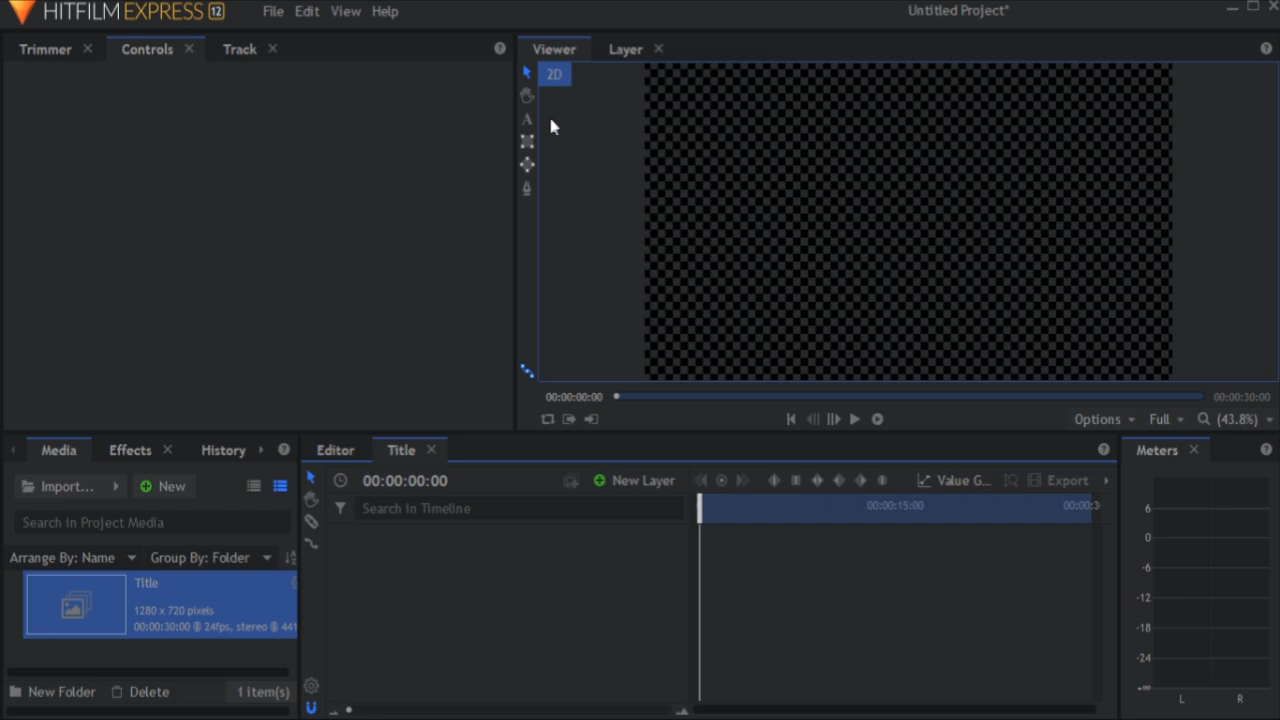 HITFILM EXPRESS 12 File Edit View Help Untitled Project*
Trimmer Controls Track
Viewer Layer
2D
A
00:00:00:00 00:00:30:00
Options Full (43.8%)
Media Effects History
Import... New
Search in Project Media
Arrange By: Name Group By: Folder
Title
1280 x 720 pixels
00:00:30:00 @ 24fps, stereo @ 441
New Folder Delete 1 item(s)
Editor Title
00:00:00:00 New Layer Value G... Export
Search in Timeline 00:00:15:00 00:00:3
Meters
6
0
-6
-12
-18
-24
-∞
L R